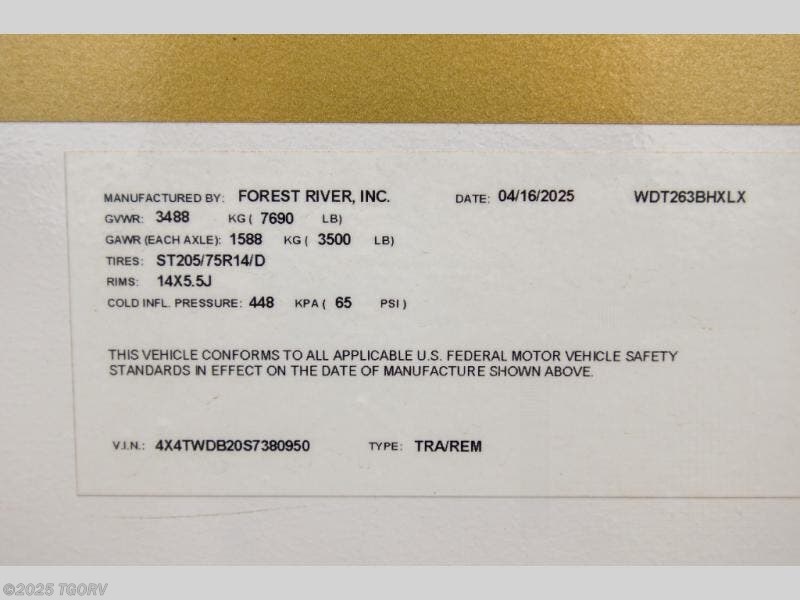 MANUFACTURED BY: FOREST RIVER, INC. DATE: 04/16/2025 WDT263BHXLX
GVWR: 3488 KG ( 7690 LB)
GAWR (EACH AXLE): 1588 KG ( 3500 LB)
TIRES: ST205/75R14/D
RIMS: 14X5.5J
COLD INFL. PRESSURE: 448 KPA ( 65 PSI )
THIS VEHICLE CONFORMS TO ALL APPLICABLE U.S. FEDERAL MOTOR VEHICLE SAFETY
STANDARDS IN EFFECT ON THE DATE OF MANUFACTURE SHOWN ABOVE.
V.I.N.: 4X4TWDB20S7380950 TYPE: TRA/REM
©2025 TGORV